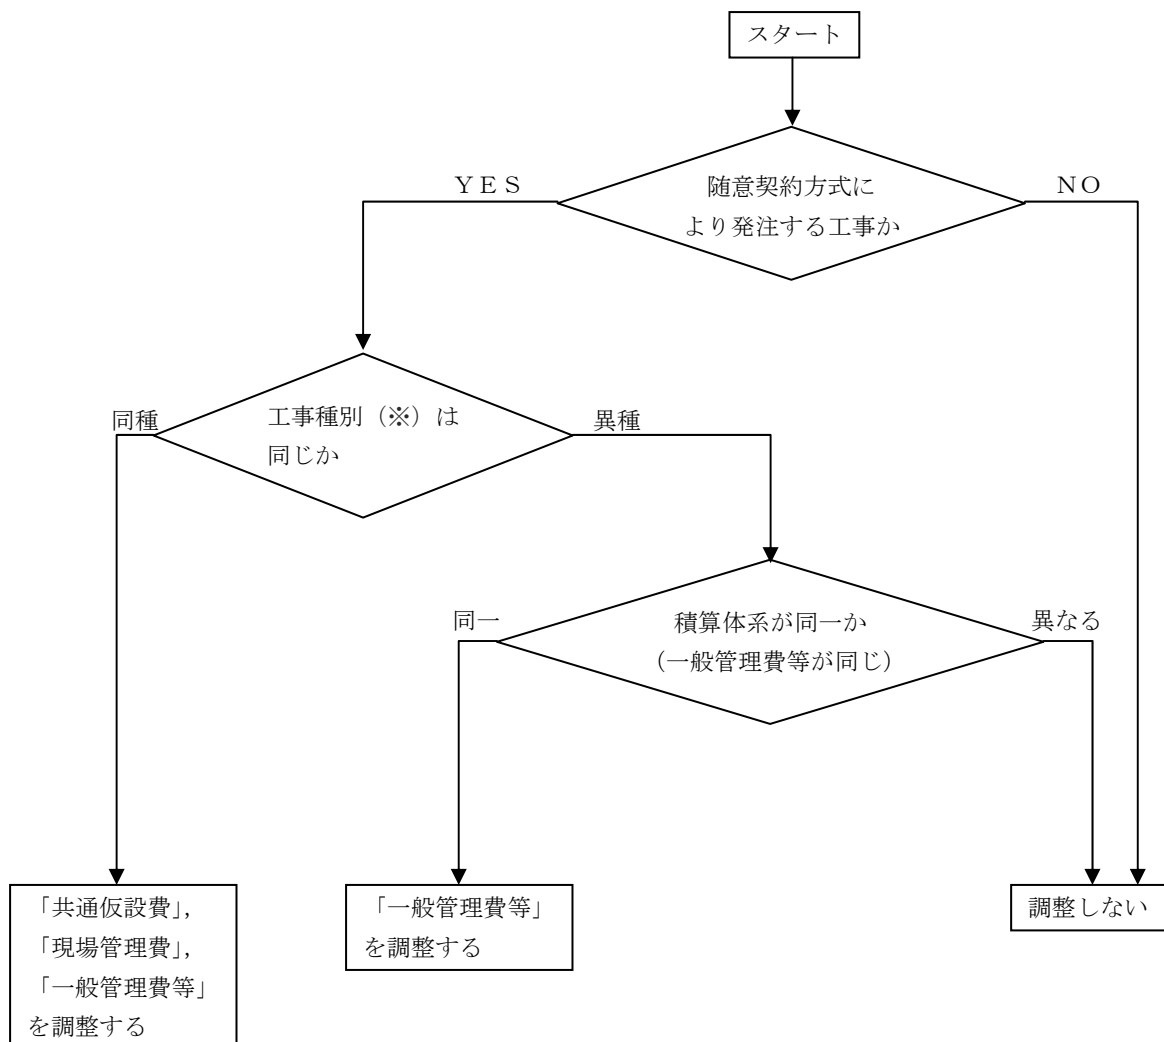 スタート
随意契約方式に
より発注する工事か
ＹＥＳ
ＮＯ
工事種別（※）は
同じか
同種
異種
積算体系が同一か
（一般管理費等が同じ）
同一
異なる
「共通仮設費」，
「現場管理費」，
「一般管理費等」
を調整する
「一般管理費等」
を調整する
調整しない